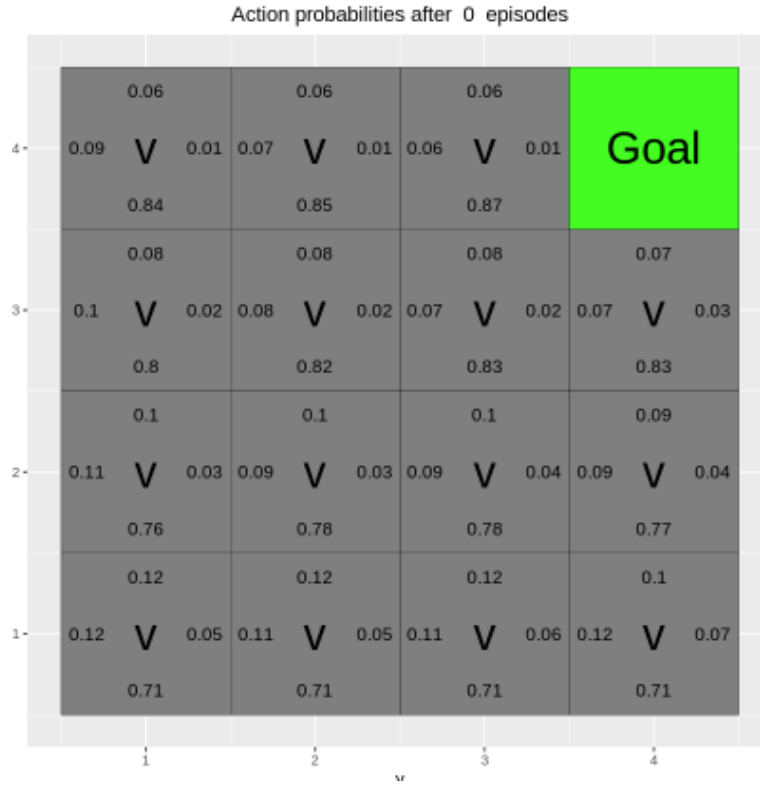 Action probabilities after 0 episodes
0.06 0.06 0.06
4 0.09 V 0.01 0.07 V 0.01 0.06 V 0.01 Goal
0.84 0.85 0.87
0.08 0.08 0.08 0.07
3 0.1 V 0.02 0.08 V 0.02 0.07 V 0.02 0.07 V 0.03
0.8 0.82 0.83 0.83
0.1 0.1 0.1 0.09
2 0.11 V 0.03 0.09 V 0.03 0.09 V 0.04 0.09 V 0.04
0.76 0.78 0.78 0.77
0.12 0.12 0.12 0.1
1 0.12 V 0.05 0.11 V 0.05 0.11 V 0.06 0.12 V 0.07
0.71 0.71 0.71 0.71
1 2 3 4